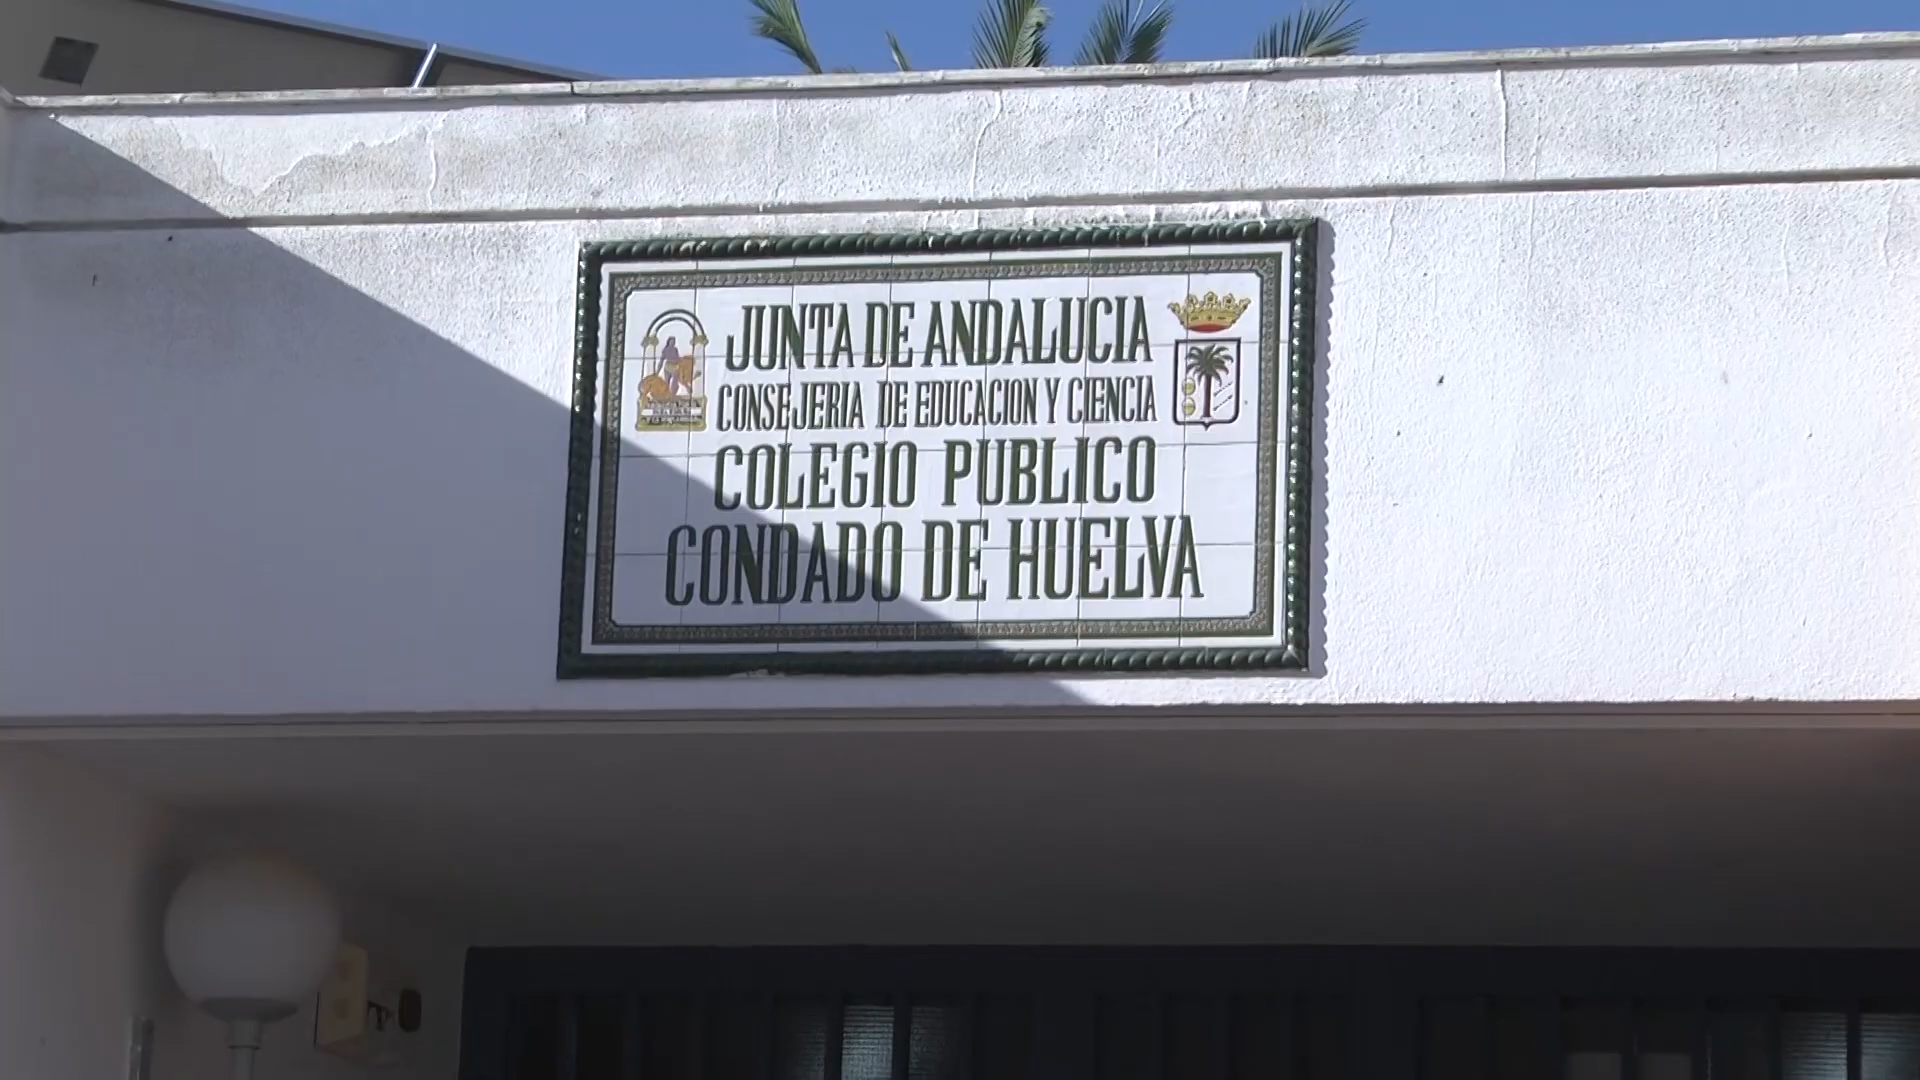 JUNTA DE ANDALUCIA
CONSEJERIA DE EDUCACION Y CIENCIA
COLEGIO PUBLICO
CONDADO DE HUELVA